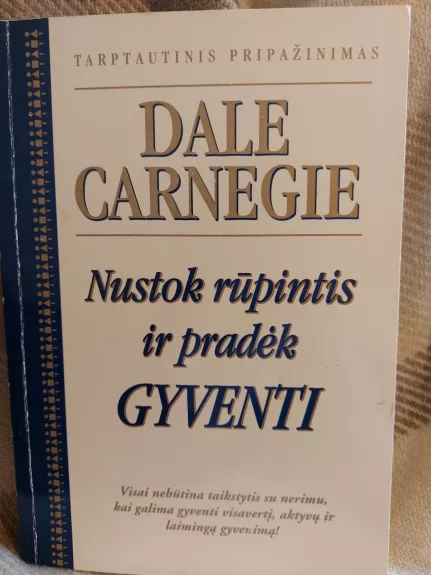 TARPTAUTINIS PRIPAŽINIMAS
DALE
CARNEGIE
Nustok rūpintis
ir pradėk
GYVENTI
Visai nebūtina taikstytis su nerimu,
kai galima gyventi visavertį, aktyvų ir
laimingą gyvenimą!